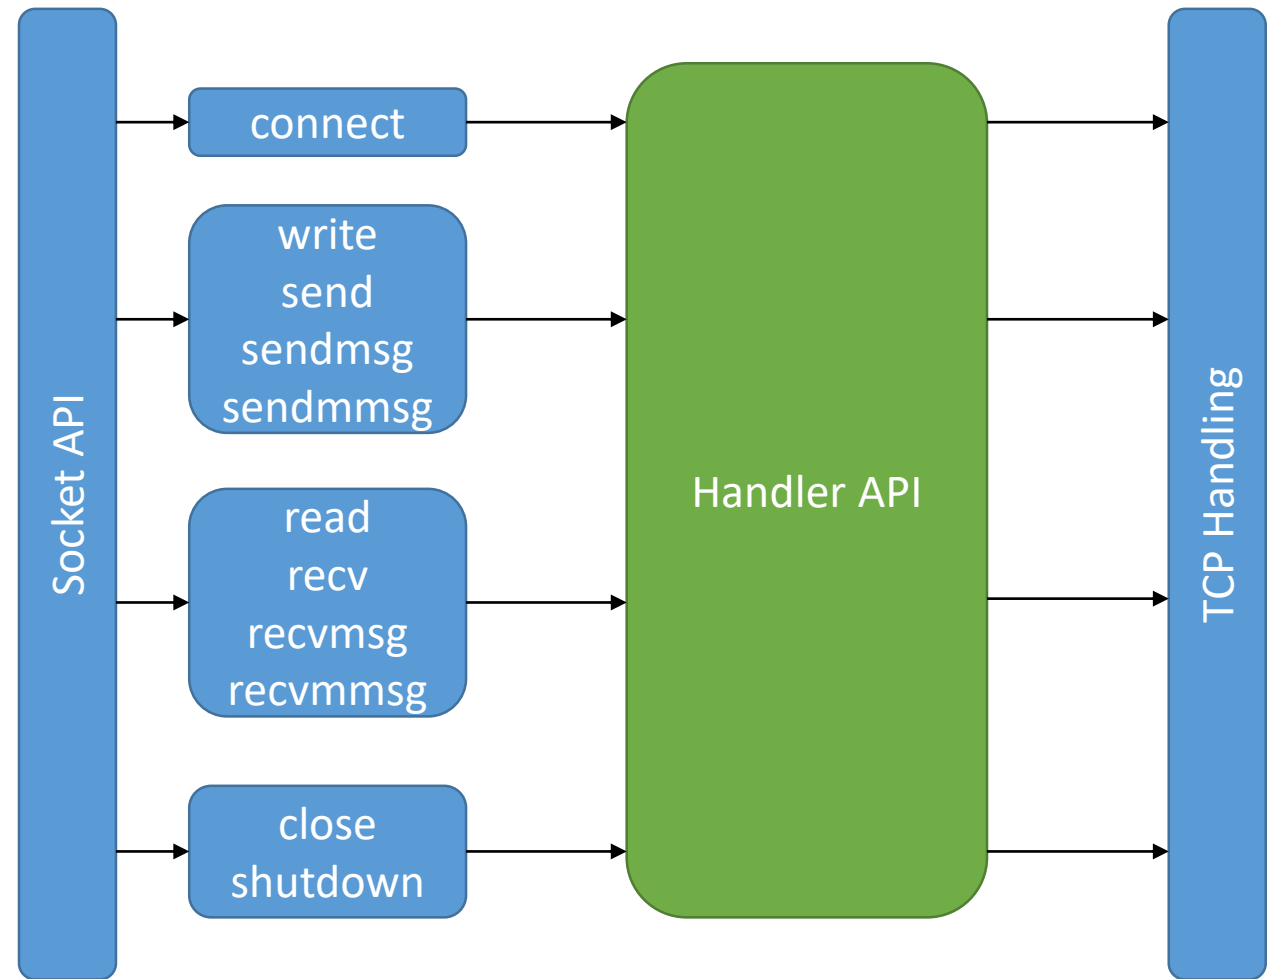 Socket API
connect
write
send
sendmsg
sendmmsg
read
recv
recvmsg
recvmmsg
close
shutdown
Handler API
TCP Handling